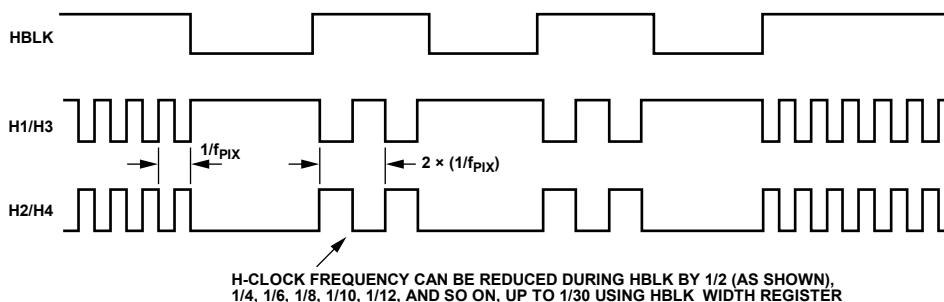 HBLK
H1/H3
1/fPIX
2 × (1/fPIX)
H2/H4
H-CLOCK FREQUENCY CAN BE REDUCED DURING HBLK BY 1/2 (AS SHOWN),
1/4, 1/6, 1/8, 1/10, 1/12, AND SO ON, UP TO 1/30 USING HBLK_WIDTH REGISTER